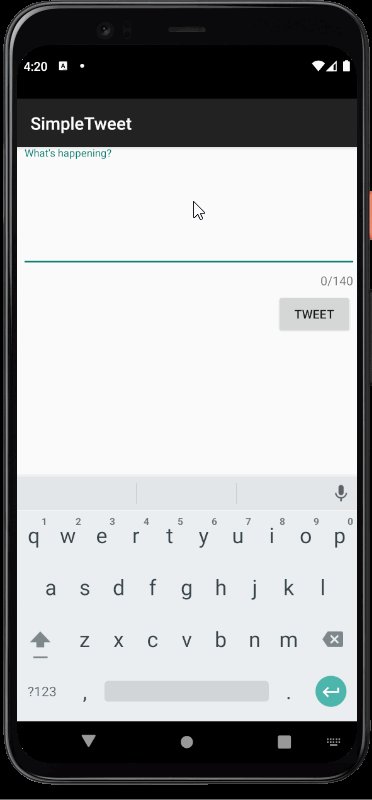 4:20
SimpleTweet
What's happening?
0/140
TWEET
1 2 3 4 5 6 7 8 9 0
q w e r t y u i o p
a s d f g h j k l
z x c v b n m
?123 , .